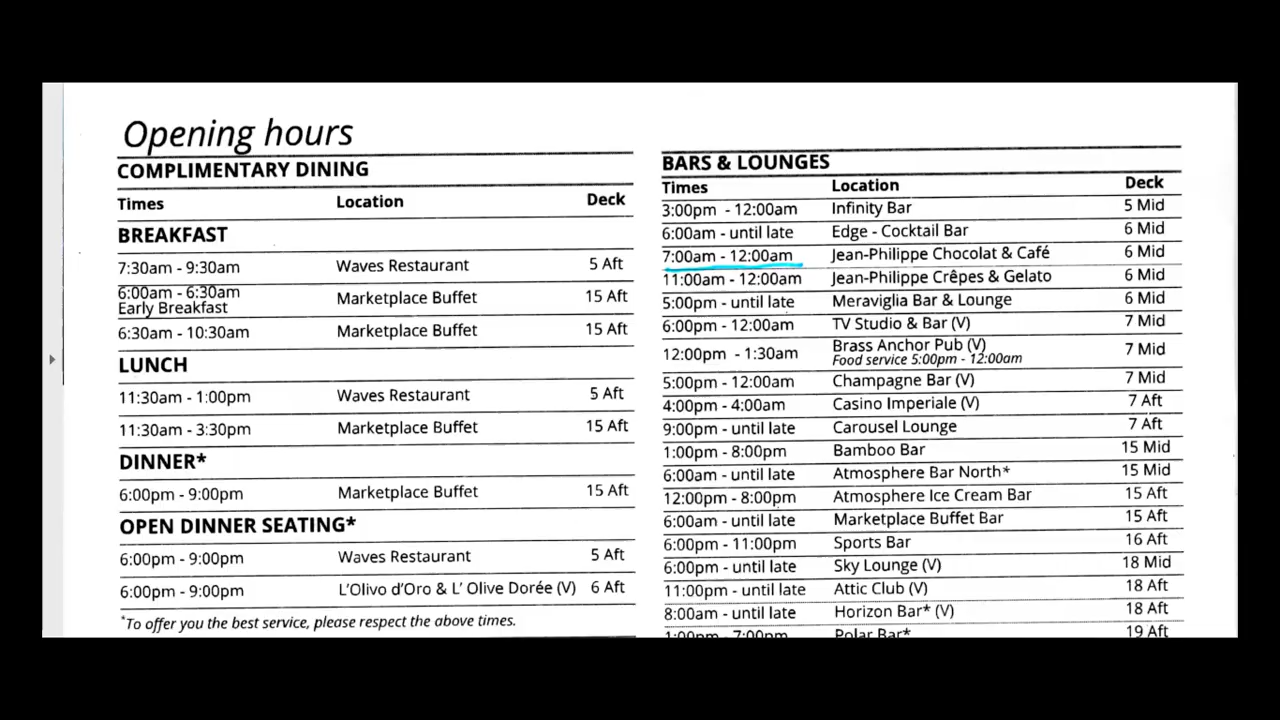 Opening hours
COMPLIMENTARY DINING
Times Location Deck
BREAKFAST
7:30am - 9:30am Waves Restaurant 5 Aft
6:00am - 6:30am
Early Breakfast Marketplace Buffet 15 Aft
6:30am - 10:30am Marketplace Buffet 15 Aft
LUNCH
11:30am - 1:00pm Waves Restaurant 5 Aft
11:30am - 3:30pm Marketplace Buffet 15 Aft
DINNER*
6:00pm - 9:00pm Marketplace Buffet 15 Aft
OPEN DINNER SEATING*
6:00pm - 9:00pm Waves Restaurant 5 Aft
6:00pm - 9:00pm L'Olivo d'Oro & L' Olive Dorée (V) 6 Aft
*To offer you the best service, please respect the above times.
BARS & LOUNGES
Times Location Deck
3:00pm - 12:00am Infinity Bar 5 Mid
6:00am - until late Edge - Cocktail Bar 6 Mid
7:00am - 12:00am Jean-Philippe Chocolat & Café 6 Mid
11:00am - 12:00am Jean-Philippe Crêpes & Gelato 6 Mid
5:00pm - until late Meraviglia Bar & Lounge 6 Mid
6:00pm - 12:00am TV Studio & Bar (V) 7 Mid
12:00pm - 1:30am Brass Anchor Pub (V) 7 Mid
Food service 5:00pm - 12:00am
5:00pm - 12:00am Champagne Bar (V) 7 Mid
4:00pm - 4:00am Casino Imperiale (V) 7 Aft
9:00pm - until late Carousel Lounge 7 Aft
1:00pm - 8:00pm Bamboo Bar 15 Mid
6:00am - until late Atmosphere Bar North* 15 Mid
12:00pm - 8:00pm Atmosphere Ice Cream Bar 15 Aft
6:00am - until late Marketplace Buffet Bar 15 Aft
6:00pm - 11:00pm Sports Bar 16 Aft
6:00pm - until late Sky Lounge (V) 18 Mid
11:00pm - until late Attic Club (V) 18 Aft
8:00am - until late Horizon Bar* (V) 18 Aft
1:00pm - 7:00pm Polar Bar* 19 Aft